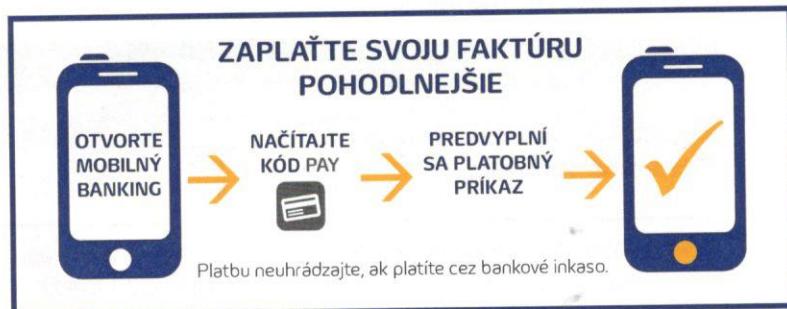 ZAPLAŤTE SVOJU FAKTÚRU
POHODLNEJŠIE
OTVORTE
MOBILNÝ
BANKING
NAČÍTAJTE
KÓD PAY
PREDVYPLNÍ
SA PLATOBNÝ
PRÍKAZ
Platbu neuhrádzajte, ak platíte cez bankové inkaso.